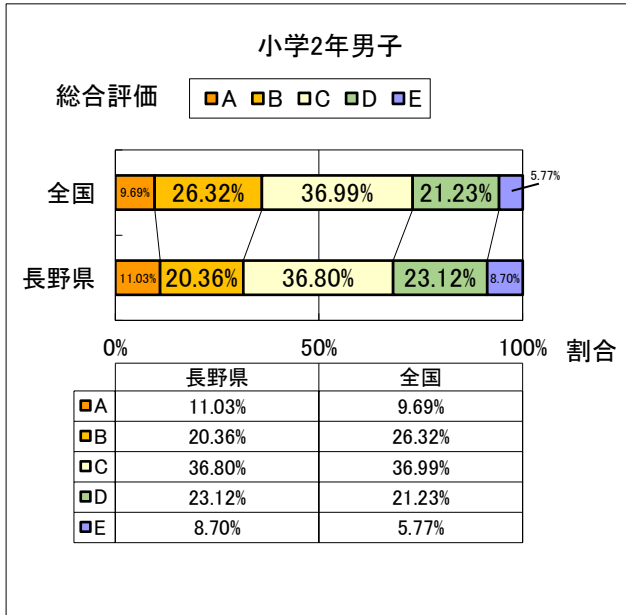 小学2年男子
総合評価 A B C D E
5.77%
全国 9.69% 26.32% 36.99% 21.23%
長野県 11.03% 20.36% 36.80% 23.12% 8.70%
0% 50% 100% 割合
長野県 全国
A 11.03% 9.69%
B 20.36% 26.32%
C 36.80% 36.99%
D 23.12% 21.23%
E 8.70% 5.77%